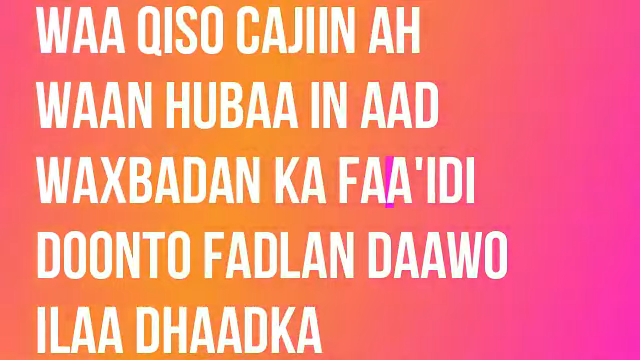 WAA QISO CAJIIN AH
WAAN HUBAA IN AAD
WAXBADAN KA FAA'IDI
DOONTO FADLAN DAAWO
ILAA DHAADKA